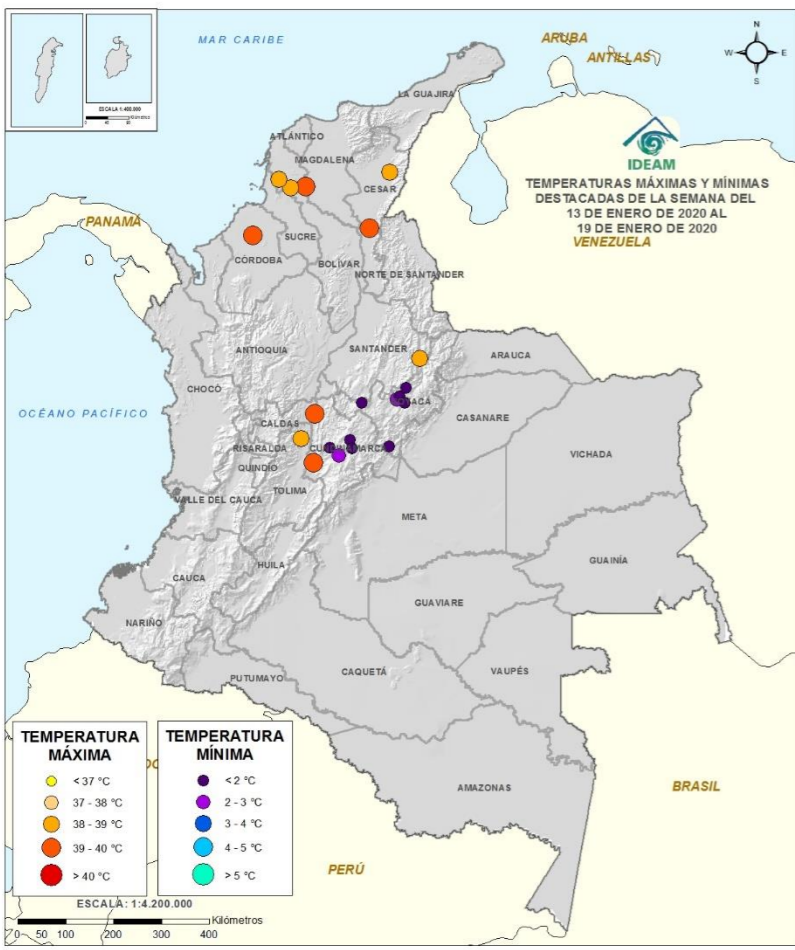 MAR CARIBE
ARUBA
ANTILLAS
N
W
E
S
ESCALA 1:400.000
Kilómetros
LA GUAJIRA
ATLÁNTICO
MAGDALENA
CESAR
IDEAM
TEMPERATURAS MÁXIMAS Y MÍNIMAS
DESTACADAS DE LA SEMANA DEL
13 DE ENERO DE 2020 AL
19 DE ENERO DE 2020
VENEZUELA
PANAMÁ
SUCRE
CÓRDOBA
BOLÍVAR
NORTE DE SANTANDER
ANTIOQUIA
SANTANDER
ARAUCA
CHOCÓ
OCÉANO PACÍFICO
CASANARE
CALDAS
RISARALDA
QUINDÍO
VICHADA
TOLIMA
VALLE DEL CAUCA
META
GUAINÍA
HUILA
CAUCA
GUAVIARE
NARIÑO
CAQUETÁ
VAUPÉS
PUTUMAYO
AMAZONAS
BRASIL
PERÚ
TEMPERATURA
MÁXIMA
< 37 °C
37 - 38 °C
38 - 39 °C
39 - 40 °C
> 40 °C
TEMPERATURA
MÍNIMA
< 2 °C
2 - 3 °C
3 - 4 °C
4 - 5 °C
> 5 °C
ESCALA: 1:4.200.000
Kilómetros
0 50 100 200 300 400